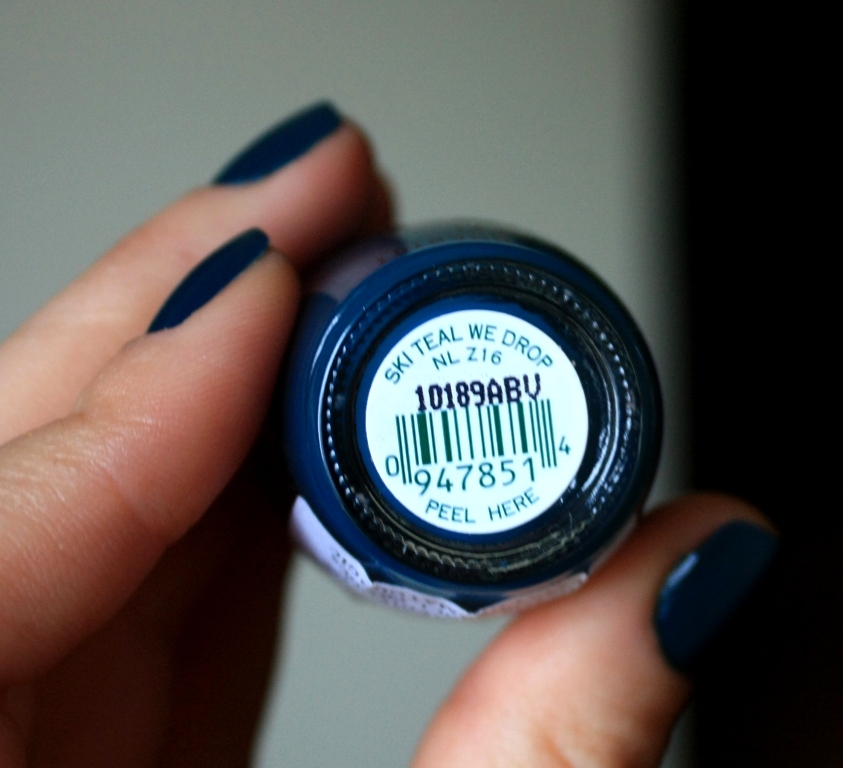 SKI TEAL WE DROP
NL Z16
10189ABV
0 947851 4
PEEL HERE